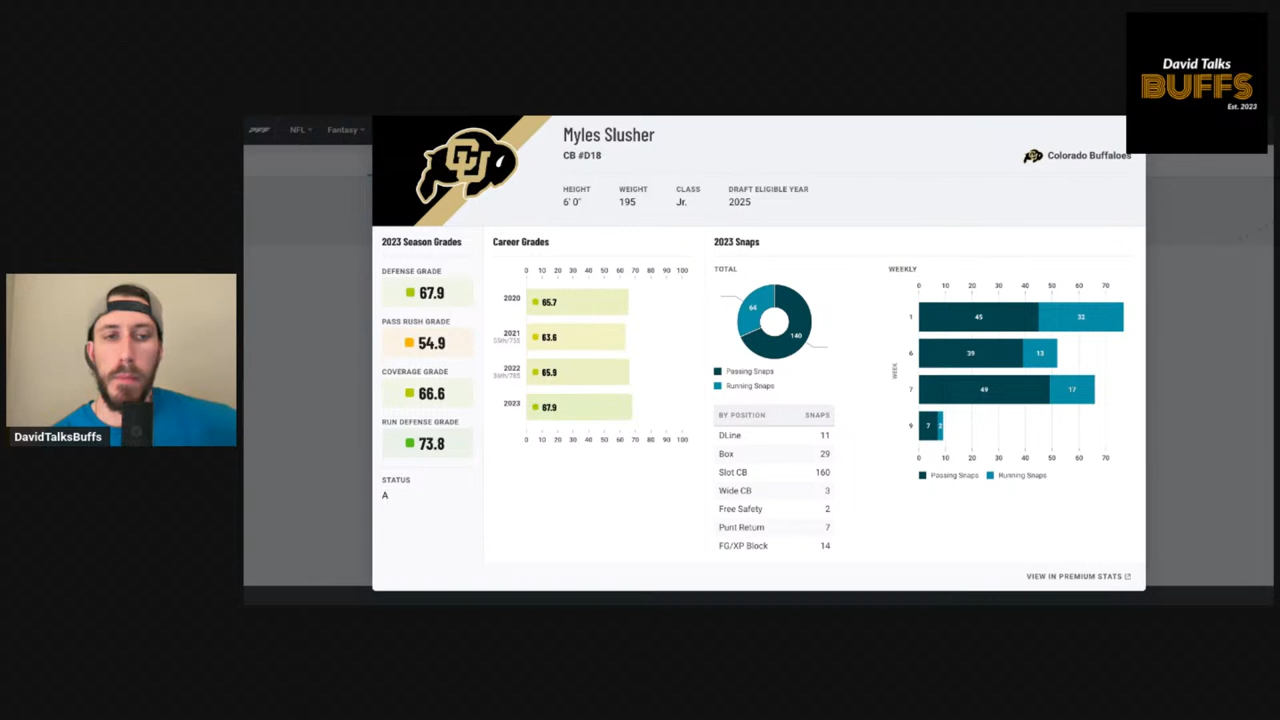 David Talks
BUFFS
Est. 2023
PFF
NFL
Fantasy
CU
Myles Slusher
CB #D18
Colorado Buffaloes
HEIGHT
WEIGHT
CLASS
DRAFT ELIGIBLE YEAR
6' 0"
195
Jr.
2025
2023 Season Grades
DEFENSE GRADE
67.9
PASS RUSH GRADE
54.9
COVERAGE GRADE
66.6
RUN DEFENSE GRADE
73.8
STATUS
A
Career Grades
0 10 20 30 40 50 60 70 80 90 100
2020 65.7
2021 63.6
2022 65.9
2023 67.9
0 10 20 30 40 50 60 70 80 90 100
2023 Snaps
TOTAL
64
140
Passing Snaps
Running Snaps
BY POSITION SNAPS
DLine 11
Box 29
Slot CB 160
Wide CB 3
Free Safety 2
Punt Return 7
FG/XP Block 14
WEEKLY
0 10 20 30 40 50 60 70
WEEK
1 45 32
6 39 13
7 49 17
9 7 2
0 10 20 30 40 50 60 70
Passing Snaps Running Snaps
VIEW IN PREMIUM STATS
DavidTalksBuffs